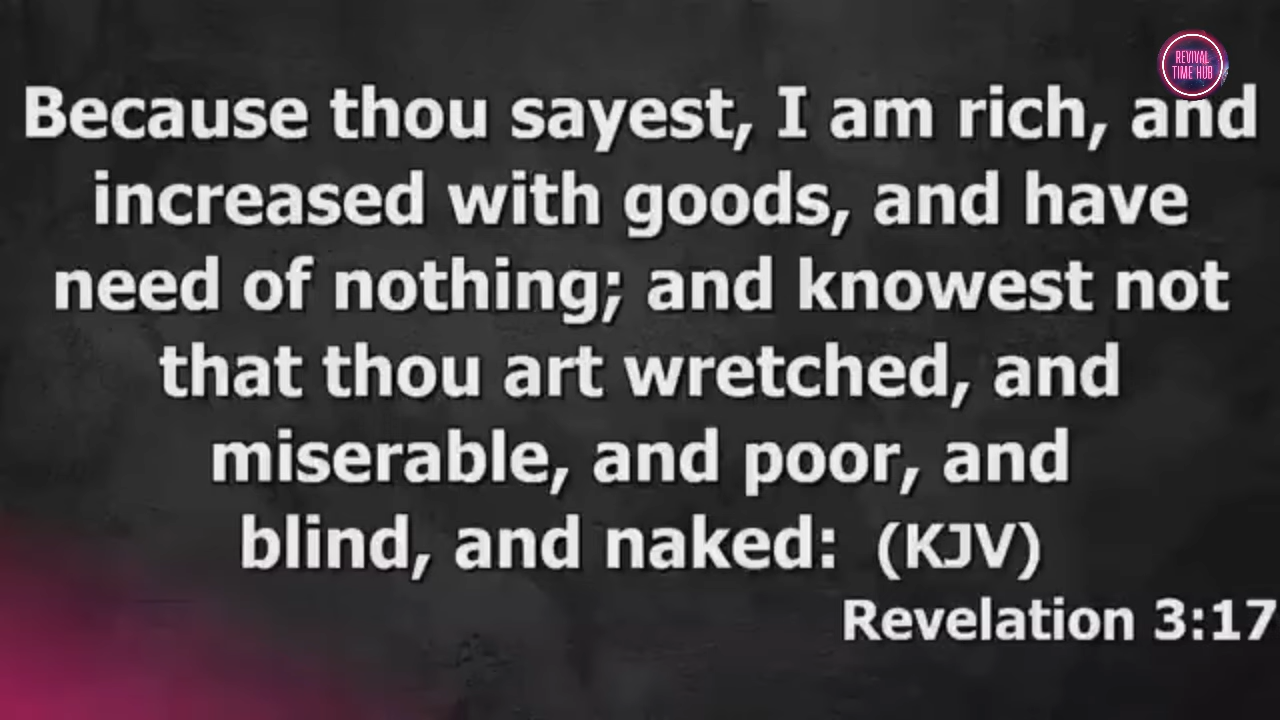 REVIVAL
TIME HUB
Because thou sayest, I am rich, and
increased with goods, and have
need of nothing; and knowest not
that thou art wretched, and
miserable, and poor, and
blind, and naked: (KJV)
Revelation 3:17